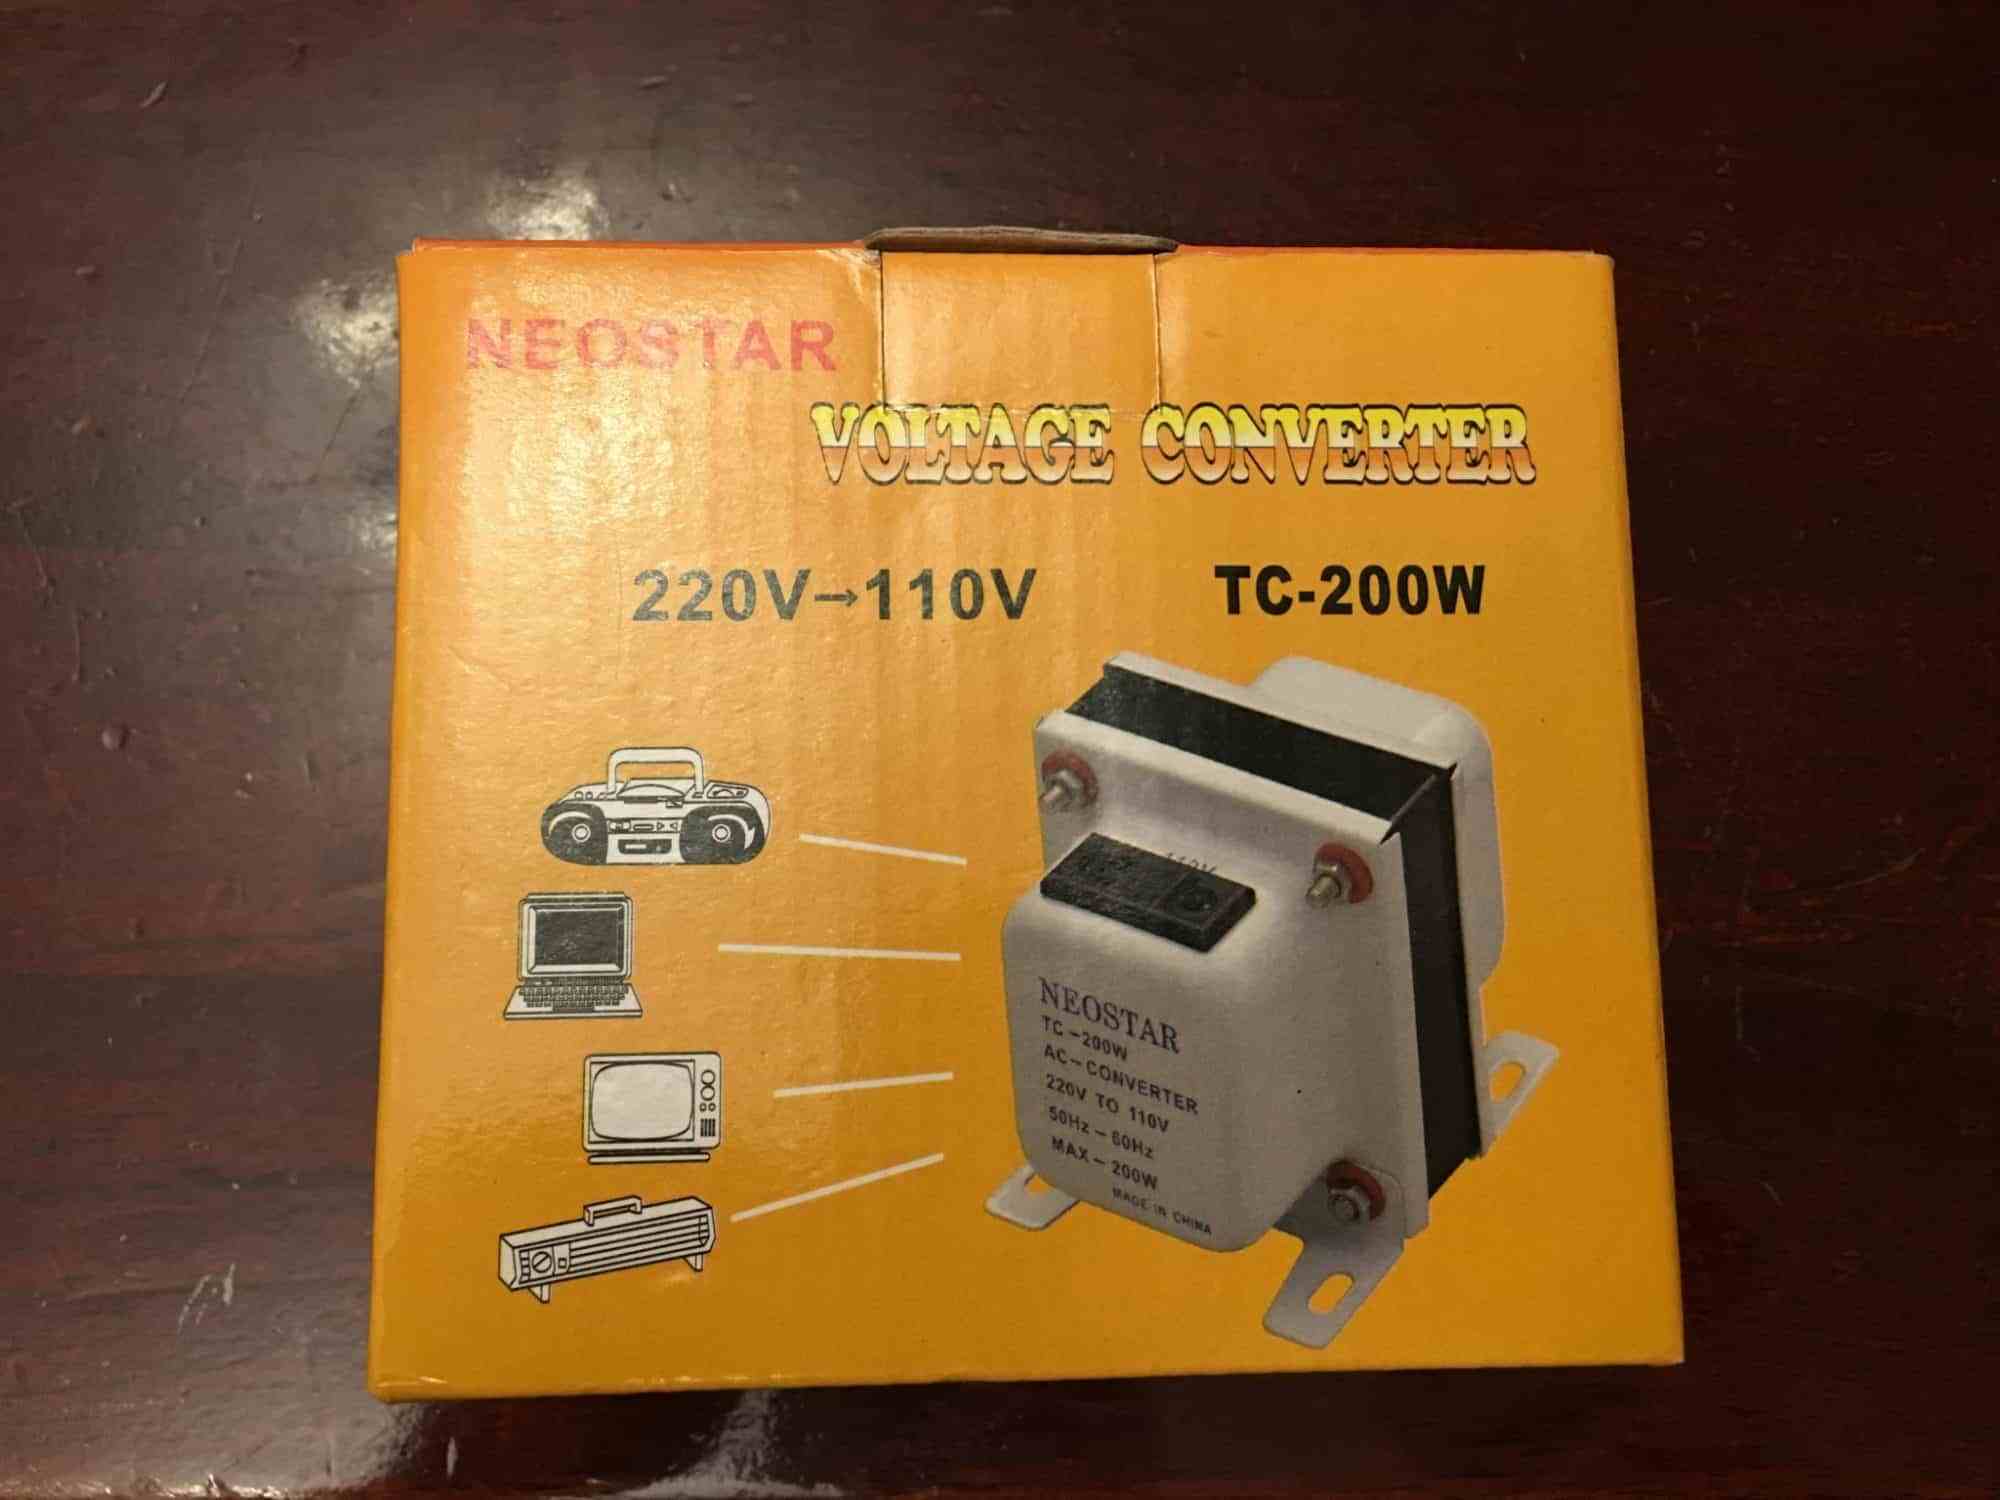 NEOSTAR
VOLTAGE CONVERTER
220V→110V TC-200W
110V
NEOSTAR
TC-200W
AC-CONVERTER
220V TO 110V
50Hz-60Hz
MAX-200W
MADE IN CHINA